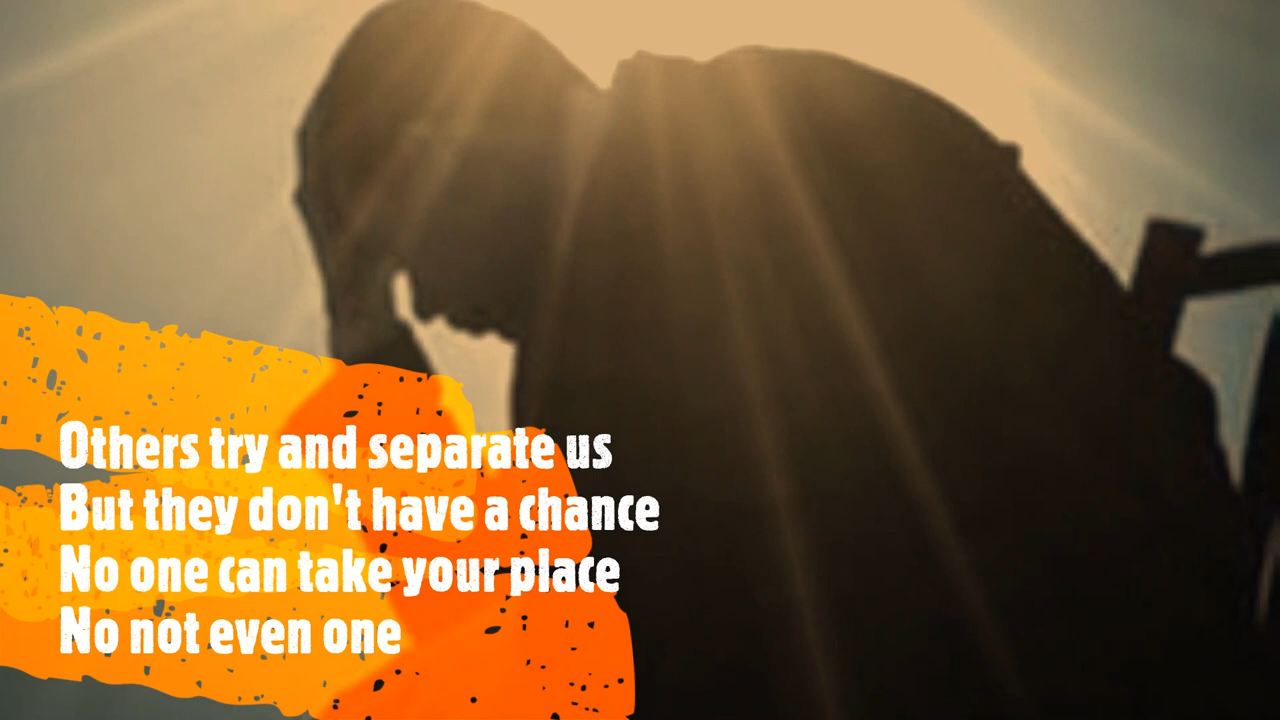 Others try and separate us
But they don't have a chance
No one can take your place
No not even one